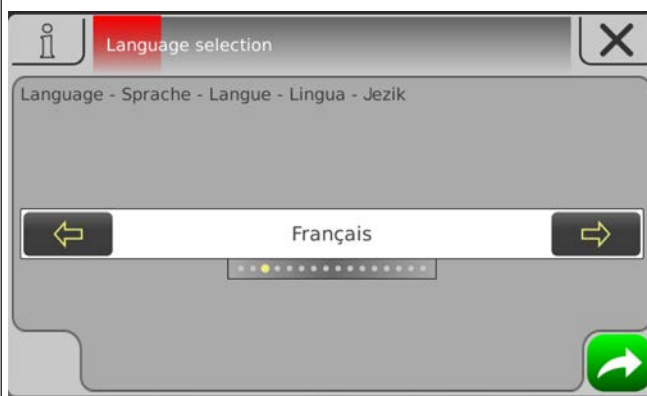 Language selection
Language - Sprache - Langue - Lingua - Jezik
Français